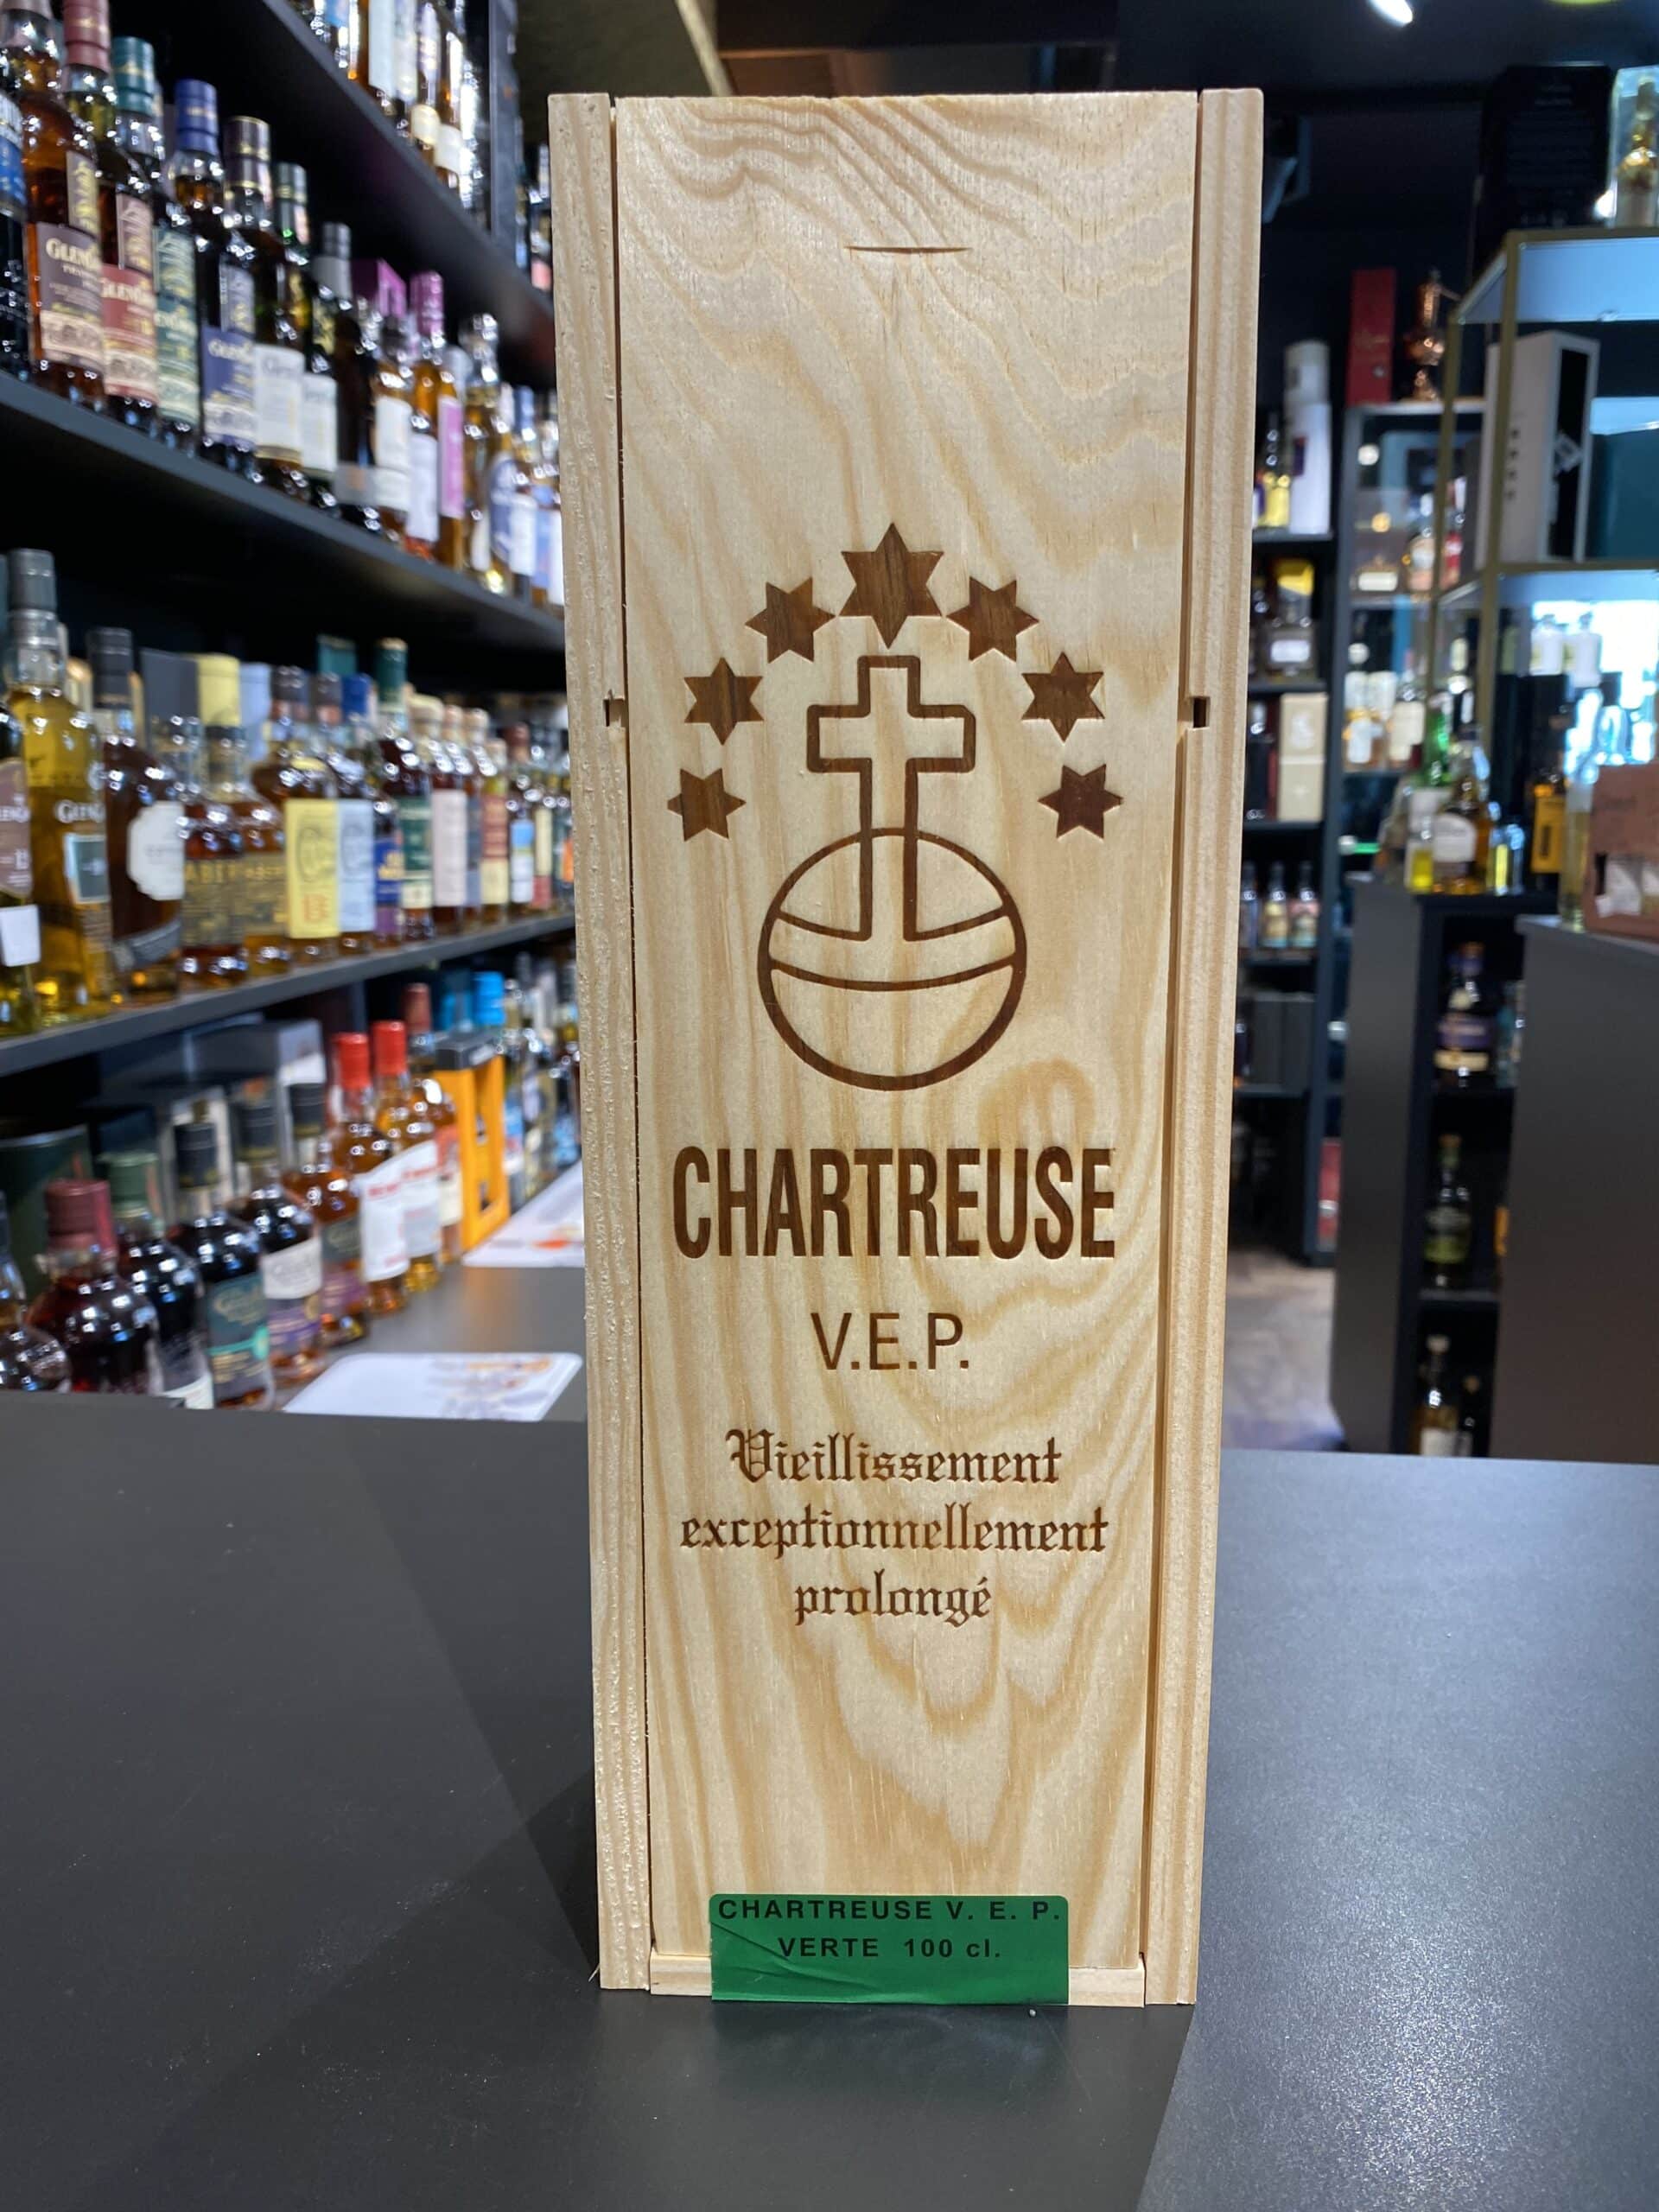 CHARTREUSE
V.E.P.
Vieillissement
exceptionnellement
prolongé
CHARTREUSE V. E. P.
VERTE 100 cl.